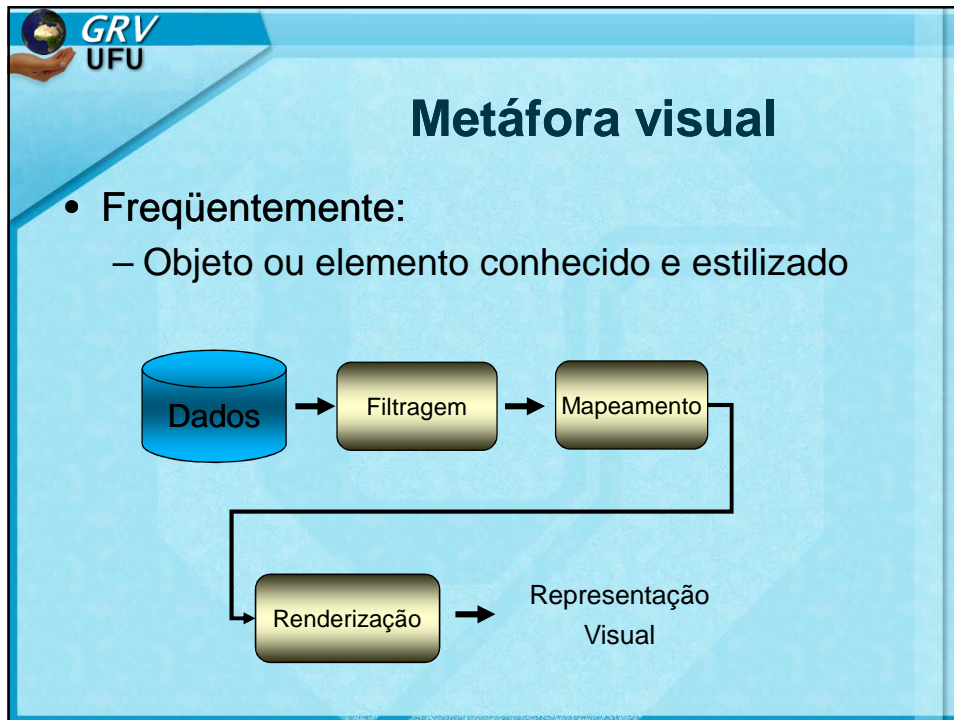 GRV
UFU
Metáfora visual
• Freqüentemente:
– Objeto ou elemento conhecido e estilizado
Dados
Filtragem
Mapeamento
Renderização
Representação
Visual